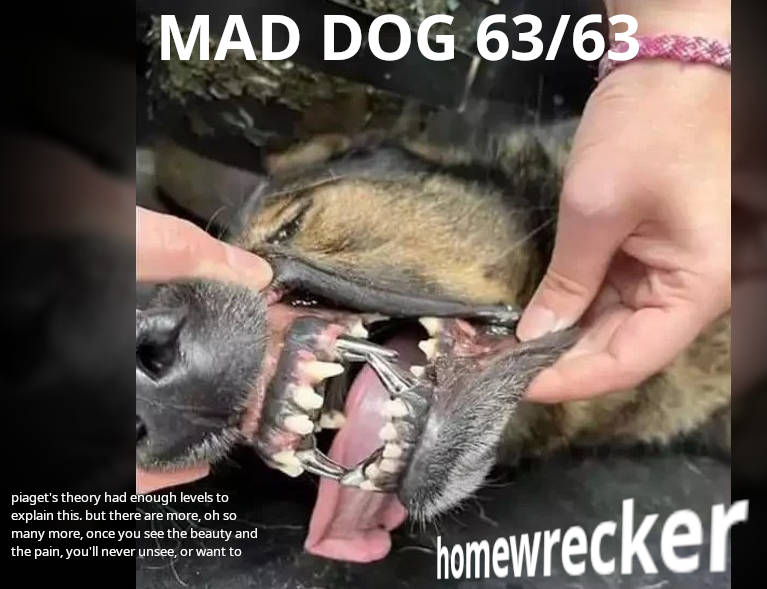 MAD DOG 63/63
piaget's theory had enough levels to
explain this. but there are more, oh so
many more, once you see the beauty and
the pain, you'll never unsee, or want to
homewrecker